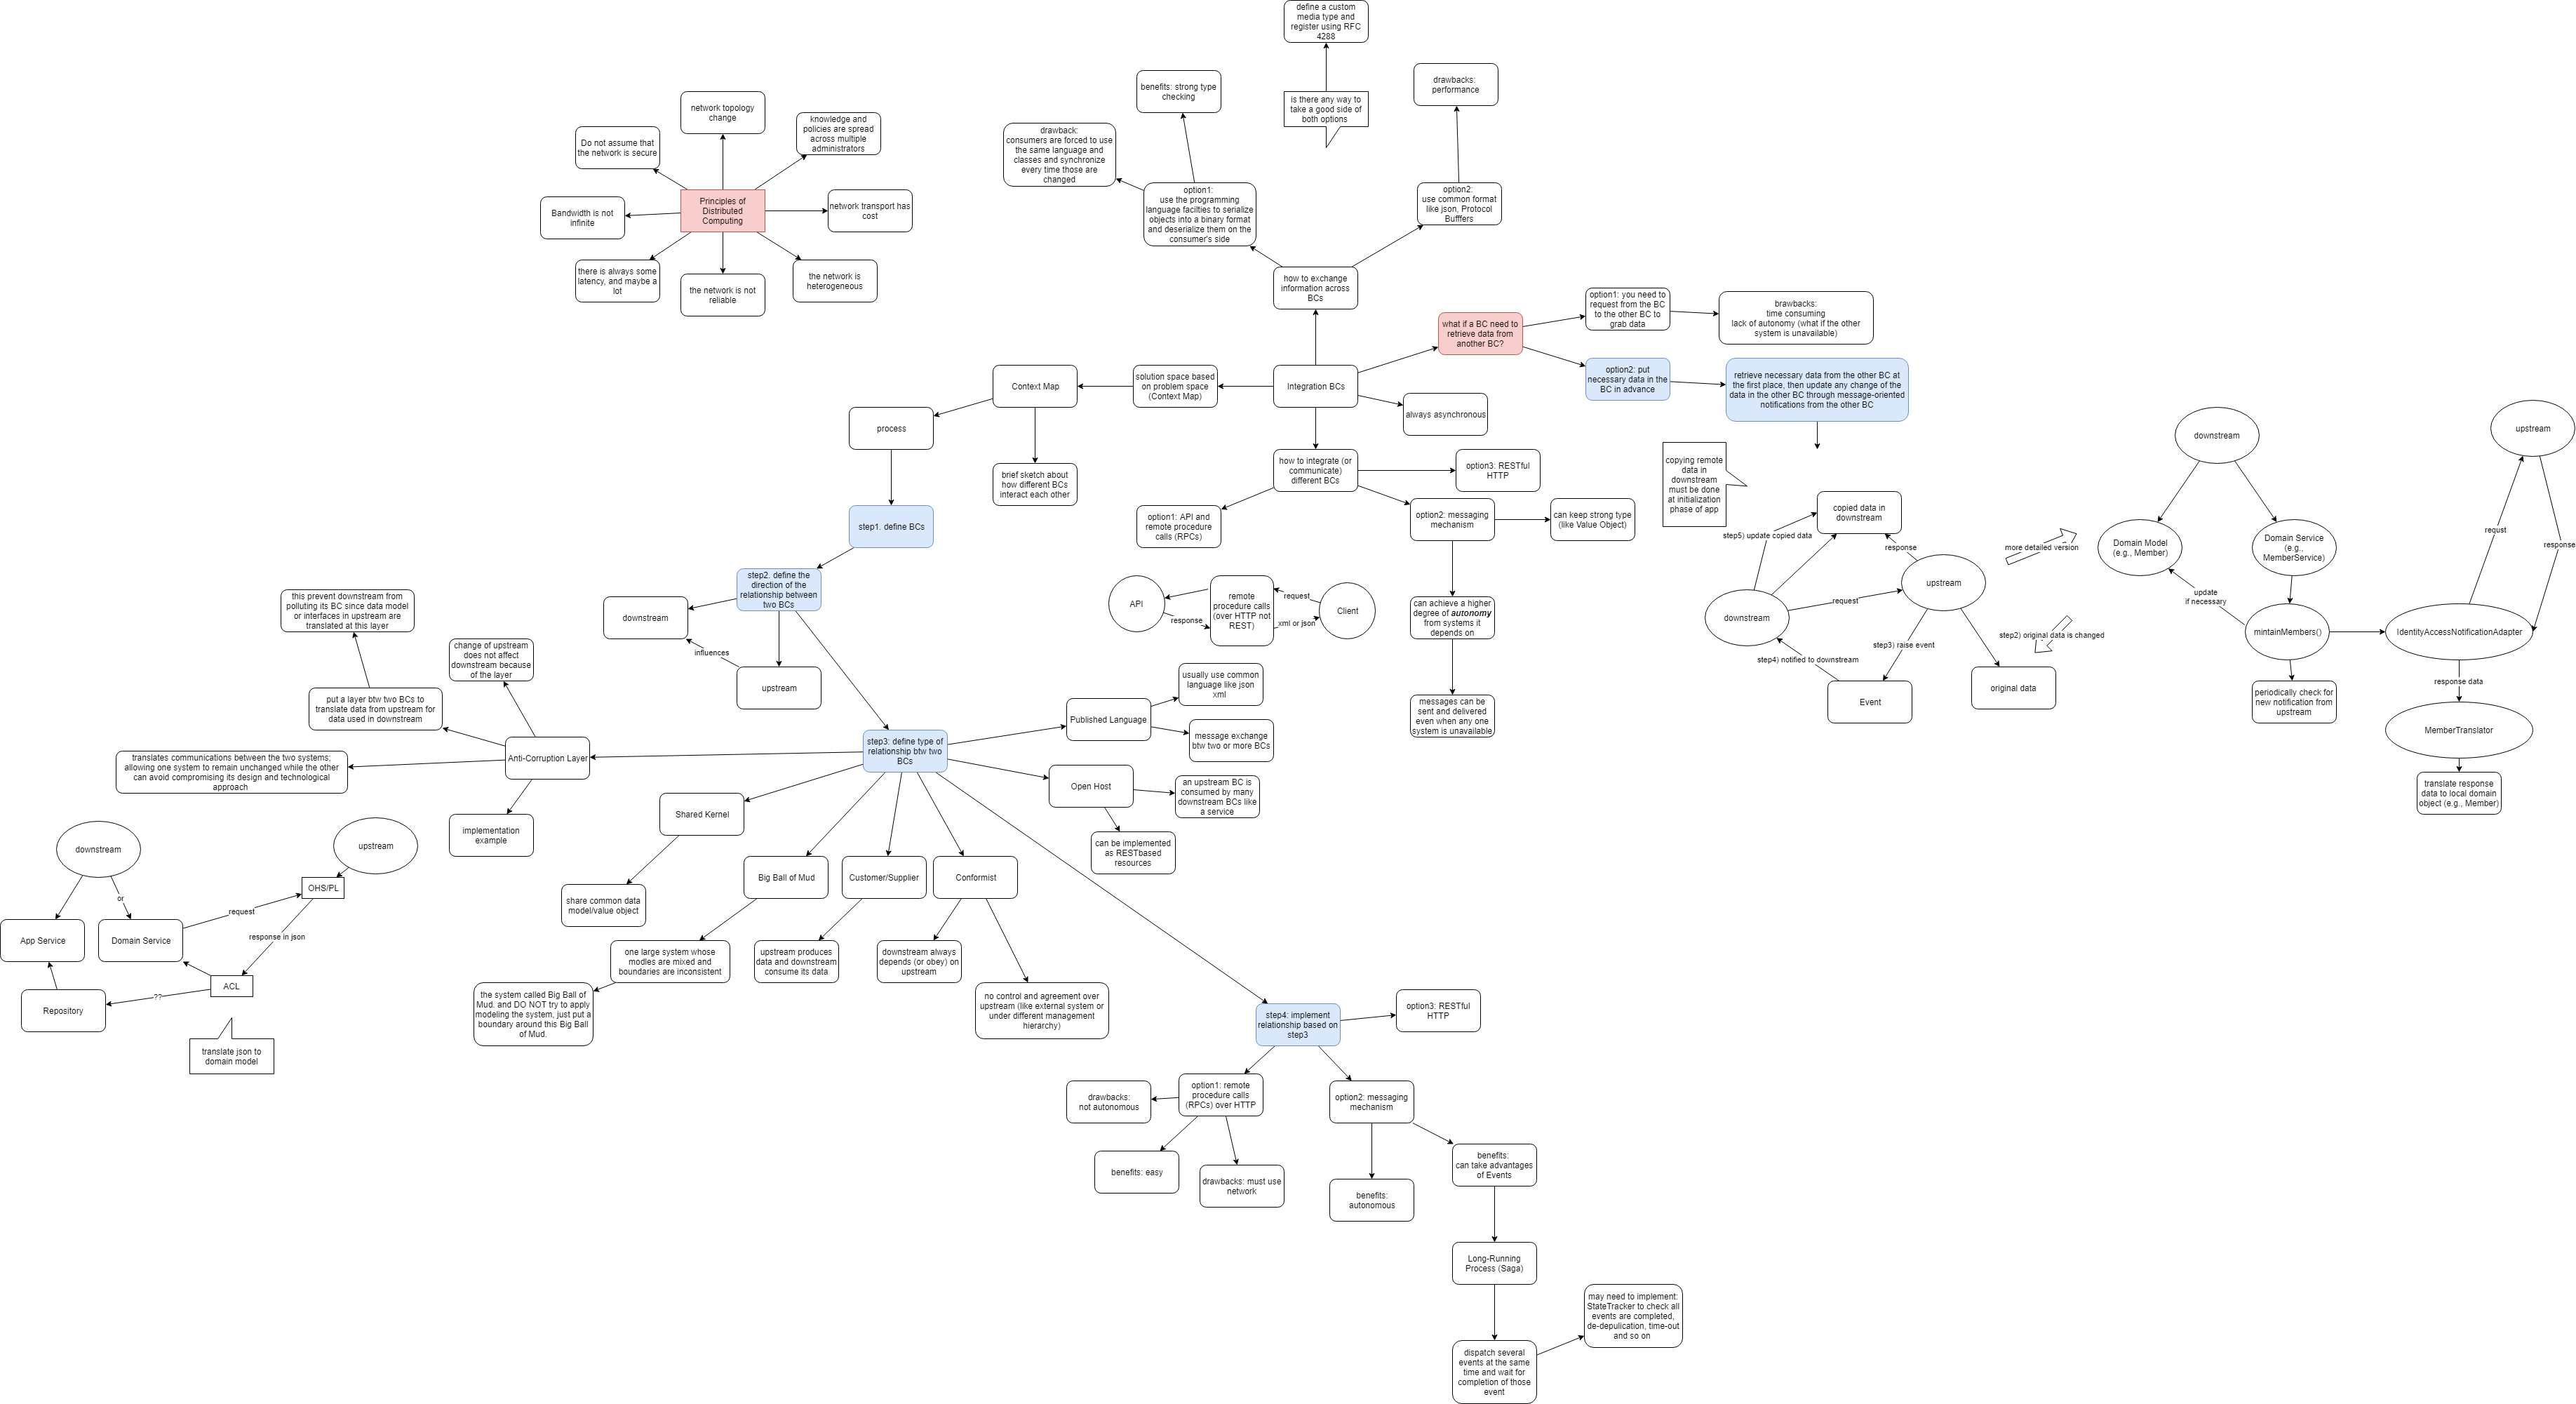 define a custom
media type and
register using RFC
4288
is there any way to
take a good side of
both options
benefits: strong type
checking
drawbacks:
performance
drawback:
consumers are forced to use
the same language and
classes and synchronize
every time those are
changed
option1:
use the programming
language facilties to serialize
objects into a binary format
and deserialize them on the
consumer's side
option2:
use common format
like json, Protocol
Bufffers
how to exchange
information across
BCs
network topology
change
knowledge and
policies are spread
across multiple
administrators
Do not assume that
the network is secure
Principles of
Distributed
Computing
Bandwidth is not
infinite
network transport has
cost
there is always some
latency, and maybe a
lot
the network is not
reliable
the network is
heterogeneous
what if a BC need to
retrieve data from
another BC?
option1: you need to
request from the BC
to the other BC to
grab data
brawbacks:
time consuming
lack of autonomy (what if the other
system is unavailable)
option2: put
necessary data in the
BC in advance
retrieve necessary data from the other BC at
the first place, then update any change of the
data in the other BC through message-oriented
notifications from the other BC
Context Map
solution space based
on problem space
(Context Map)
Integration BCs
always asynchronous
process
brief sketch about
how different BCs
interact each other
how to integrate (or
communicate)
different BCs
option3: RESTful
HTTP
option1: API and
remote procedure
calls (RPCs)
option2: messaging
mechanism
can keep strong type
(like Value Object)
API
response
remote
procedure calls
(over HTTP not
REST)
request
xml or json
Client
can achieve a higher
degree of autonomy
from systems it
depends on
messages can be
sent and delivered
even when any one
system is unavailable
copying remote
data in
downstream
must be done
at initialization
phase of app
copied data in
downstream
step5) update copied data
response
upstream
request
downstream
step4) notified to downstream
step3) raise event
Event
original data
step2) original data is changed
more detailed version
downstream
upstream
Domain Model
(e.g., Member)
Domain Service
(e.g.,
MemberService)
requst
response
update
if necessary
mintainMembers()
IdentityAccessNotificationAdapter
periodically check for
new notification from
upstream
response data
MemberTranslator
translate response
data to local domain
object (e.g., Member)
step1. define BCs
step2. define the
direction of the
relationship between
two BCs
downstream
influences
upstream
this prevent downstream from
polluting its BC since data model
or interfaces in upstream are
translated at this layer
change of upstream
does not affect
downstream because
of the layer
put a layer btw two BCs to
translate data from upstream for
data used in downstream
Anti-Corruption Layer
translates communications between the two systems;
allowing one system to remain unchanged while the other
can avoid compromising its design and technological
approach
implementation
example
step3: define type of
relationship btw two
BCs
Published Language
usually use common
language like json
xml
message exchange
btw two or more BCs
Open Host
an upstream BC is
consumed by many
downstream BCs like
a service
can be implemented
as RESTbased
resources
Shared Kernel
share common data
model/value object
Big Ball of Mud
Customer/Supplier
Conformist
one large system whose
modles are mixed and
boundaries are inconsistent
the system called Big Ball of
Mud. and DO NOT try to apply
modeling the system, just put a
boundary around this Big Ball
of Mud.
upstream produces
data and downstream
consume its data
downstream always
depends (or obey) on
upstream
no control and agreement over
upstream (like external system or
under different management
hierarchy)
downstream
upstream
or
OHS/PL
request
App Service
Domain Service
response in json
ACL
??
Repository
translate json to
domain model
step4: implement
relationship based on
step3
option3: RESTful
HTTP
option1: remote
procedure calls
(RPCs) over HTTP
drawbacks:
not autonomous
option2: messaging
mechanism
benefits: easy
drawbacks: must use
network
benefits:
autonomous
benefits:
can take advantages
of Events
Long-Running
Process (Saga)
may need to implement:
StateTracker to check all
events are completed,
de-depulication, time-out
and so on
dispatch several
events at the same
time and wait for
completion of those
event